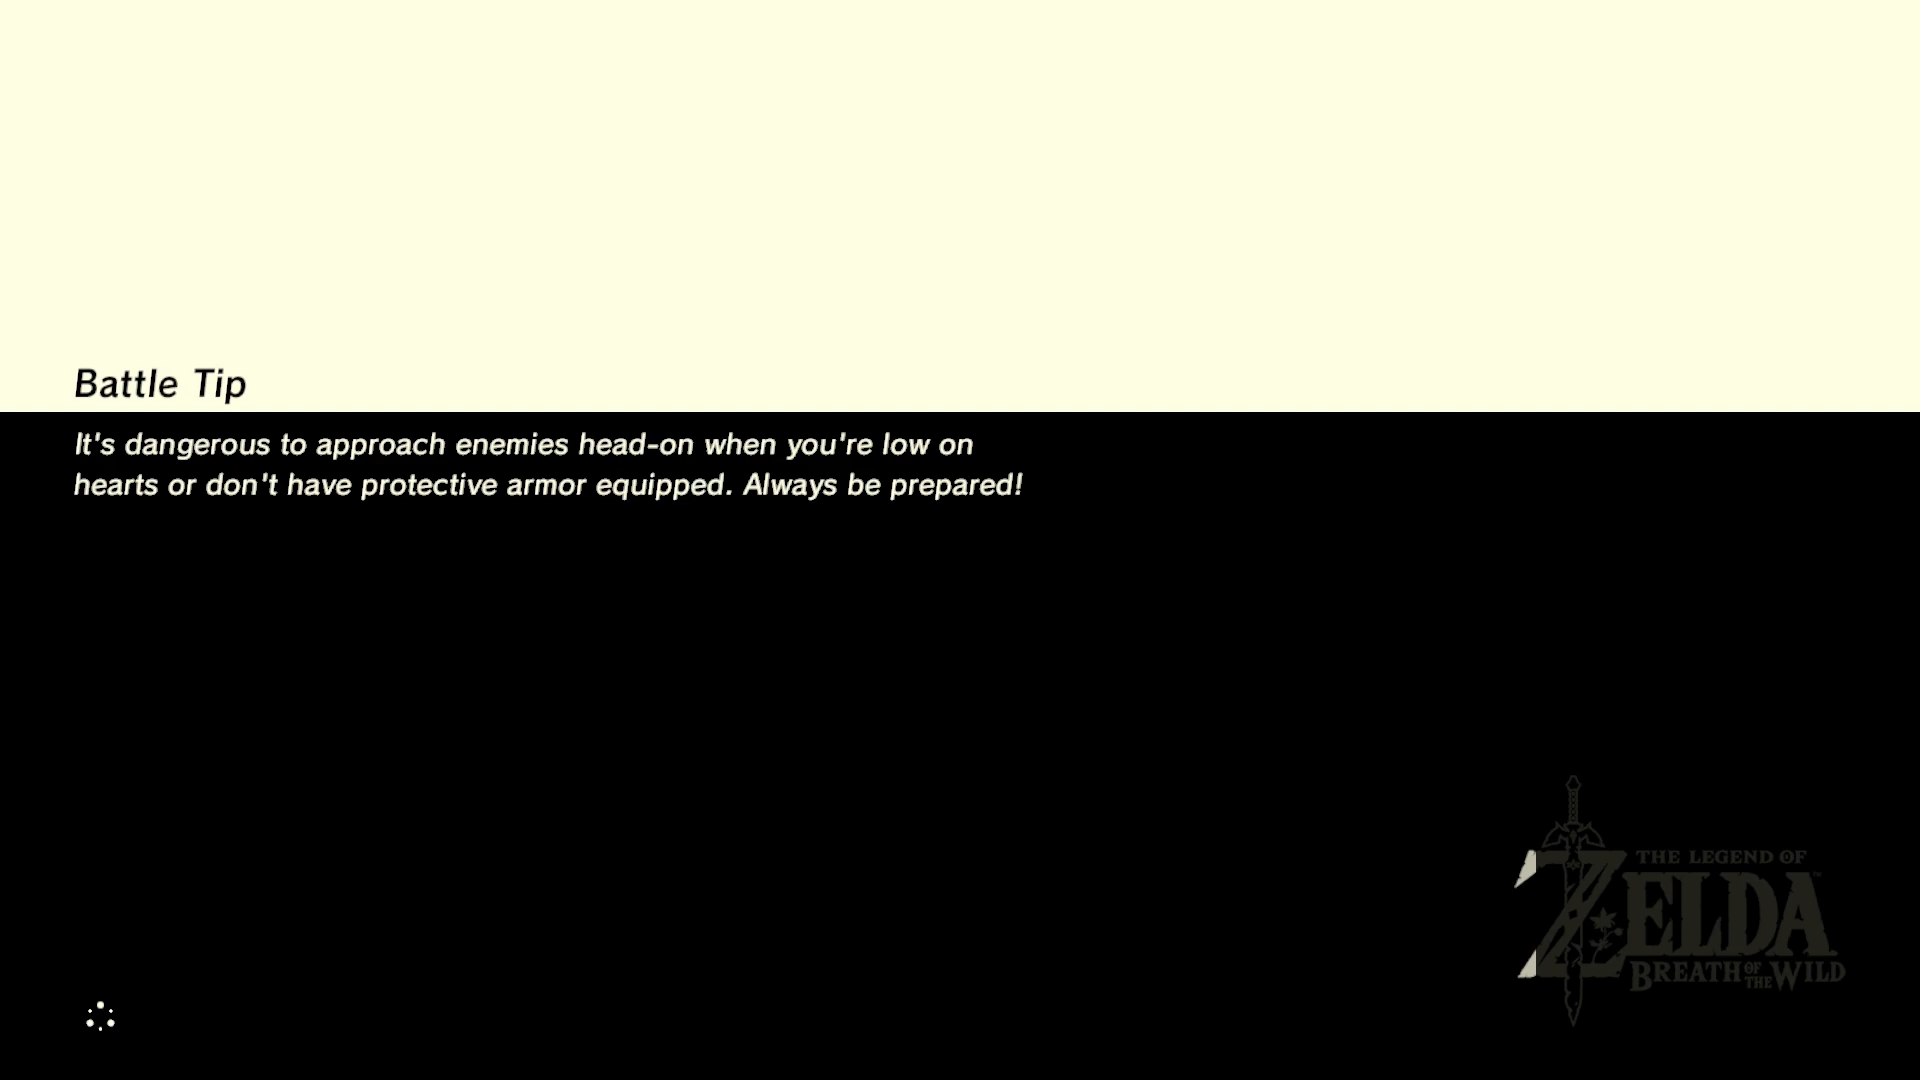 Battle Tip
It's dangerous to approach enemies head-on when you're low on
hearts or don't have protective armor equipped. Always be prepared!
THE LEGEND OF
ZELDA™
BREATH OF THE WILD